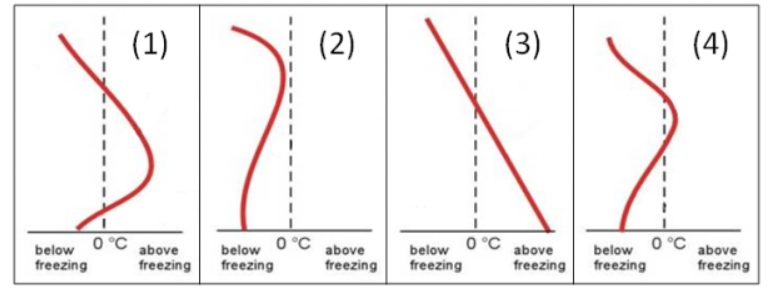 (1)
(2)
(3)
(4)
0 °C
below
freezing
above
freezing
0 °C
below
freezing
above
freezing
0 °C
below
freezing
above
freezing
0 °C
below
freezing
above
freezing